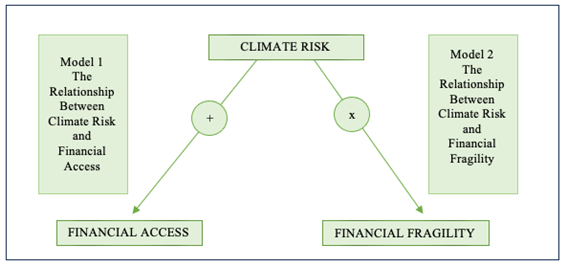 CLIMATE RISK
Model 1
The
Relationship
Between
Climate Risk
and
Financial
Access
Model 2
The
Relationship
Between
Climate Risk
and
Financial
Fragility
+
x
FINANCIAL ACCESS
FINANCIAL FRAGILITY